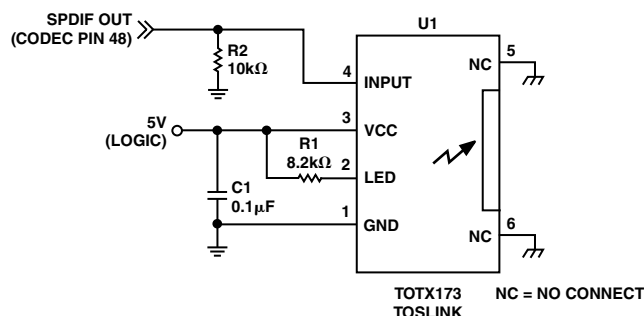 SPDIF OUT
(CODEC PIN 48)
R2
10kΩ
U1
4
INPUT
5
NC
5V
(LOGIC)
3
VCC
R1
8.2kΩ
2
LED
C1
0.1µF
1
GND
6
NC
TOTX173
TOSLINK
NC = NO CONNECT